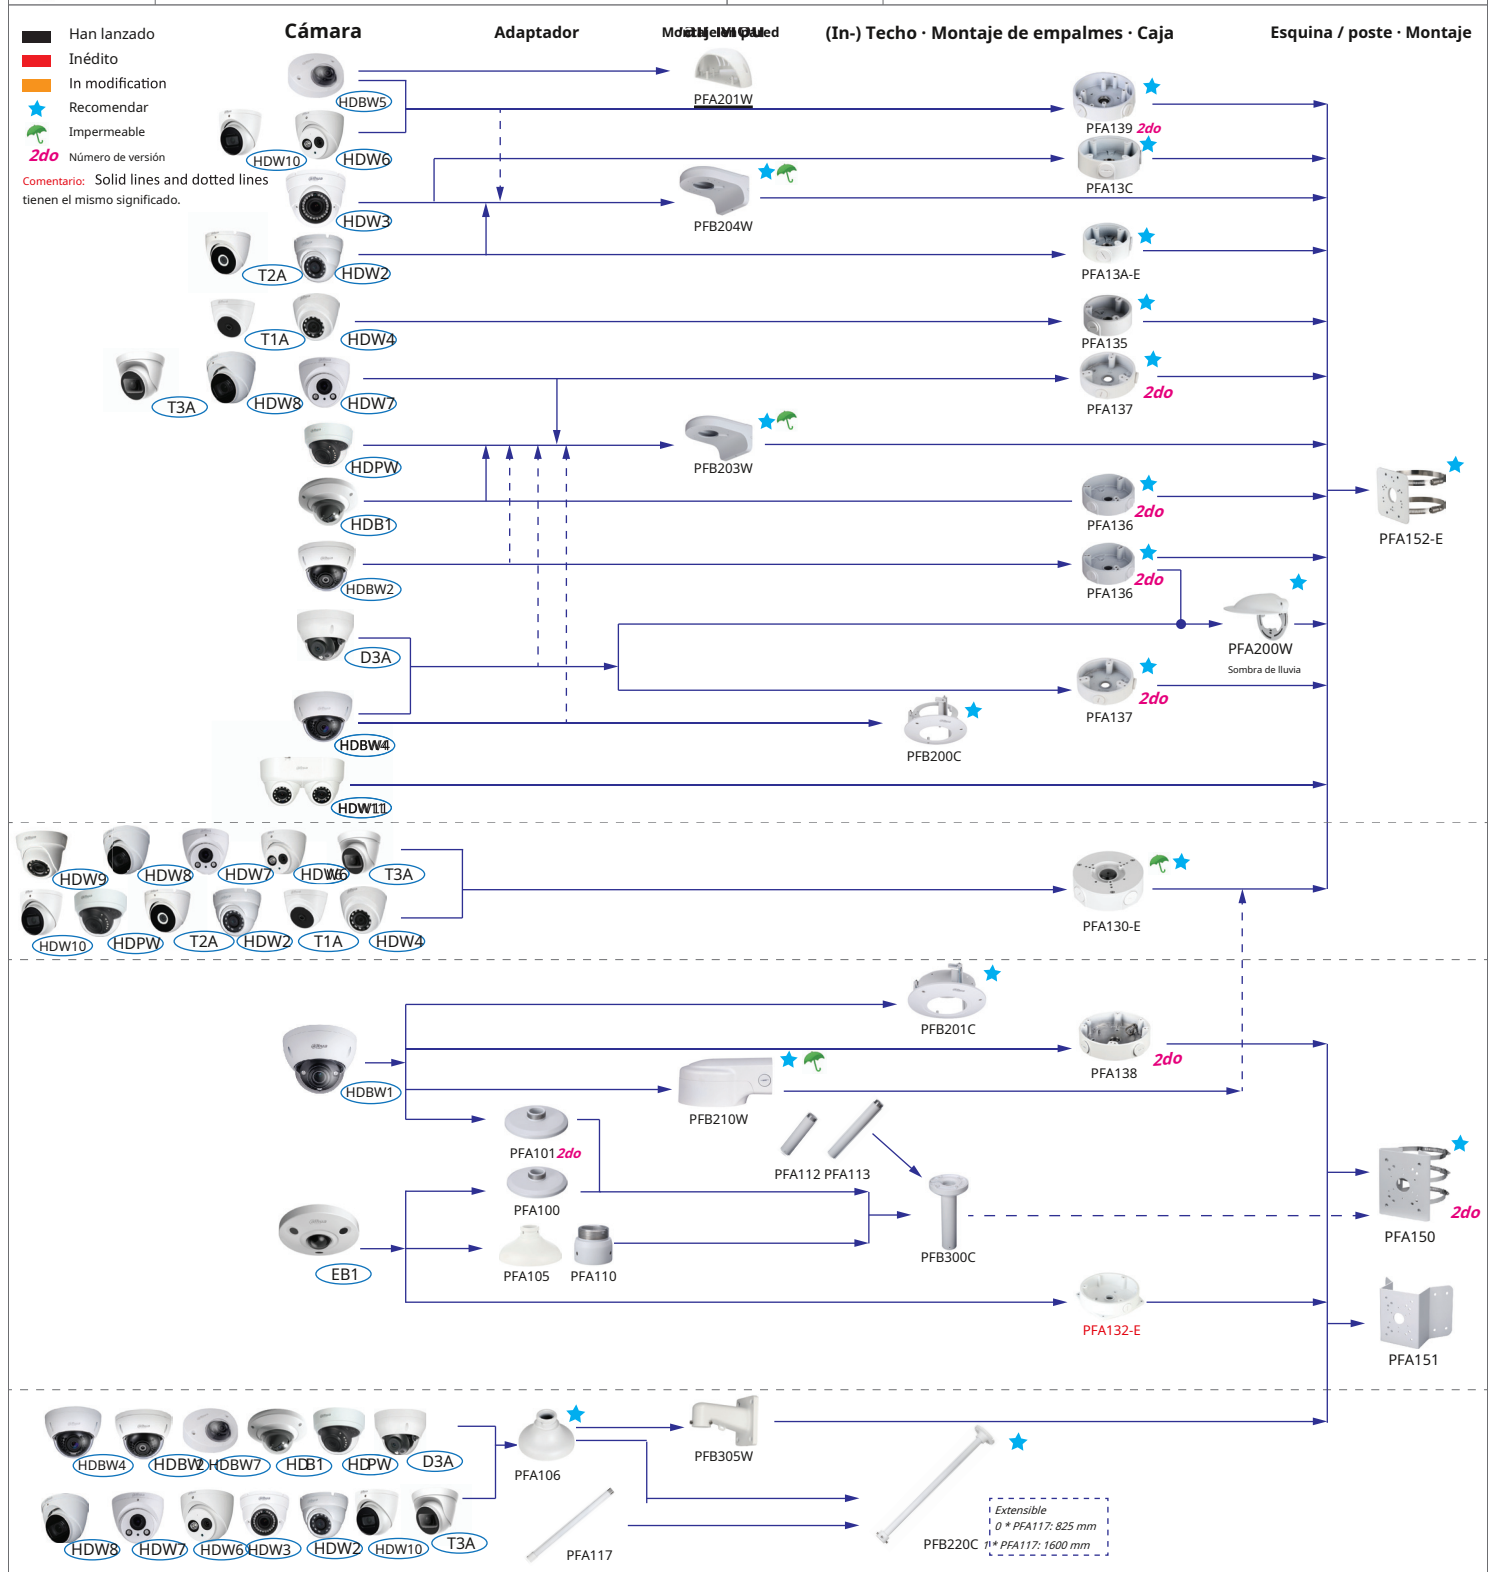 Han lanzado
Inédito
In modification
Recomendar
Impermeable
2do Número de versión
Comentario: Solid lines and dotted lines
tienen el mismo significado.
Cámara
Adaptador
(In-) Techo · Montaje de empalmes · Caja
Esquina / poste · Montaje
HDBW5
PFA201W
PFA139 2do
HDW10
HDW6
PFA13C
HDW3
PFB204W
T2A
HDW2
PFA13A-E
T1A
HDW4
PFA135
T3A
HDW8
HDW7
PFA137
2do
HDPW
PFB203W
HDB1
PFA136
2do
PFA152-E
HDBW2
PFA136
2do
D3A
PFA200W
Sombra de lluvia
PFA137
2do
HDBW4
PFB200C
HDW11
HDW9
HDW8
HDW7
HDW6
T3A
HDW10
HDPW
T2A
HDW2
T1A
HDW4
PFA130-E
PFB201C
HDBW1
PFA138
2do
PFB210W
PFA101 2do
PFA112 PFA113
PFA100
PFA150
2do
EB1
PFA105
PFA110
PFB300C
PFA132-E
PFA151
HDBW4
HDBW2
HDBW7
HDB1
HDPW
D3A
PFA106
PFB305W
HDW8
HDW7
HDW6
HDW3
HDW2
HDW10
T3A
PFA117
PFB220C
Extensible
0 * PFA117: 825 mm
1 * PFA117: 1600 mm